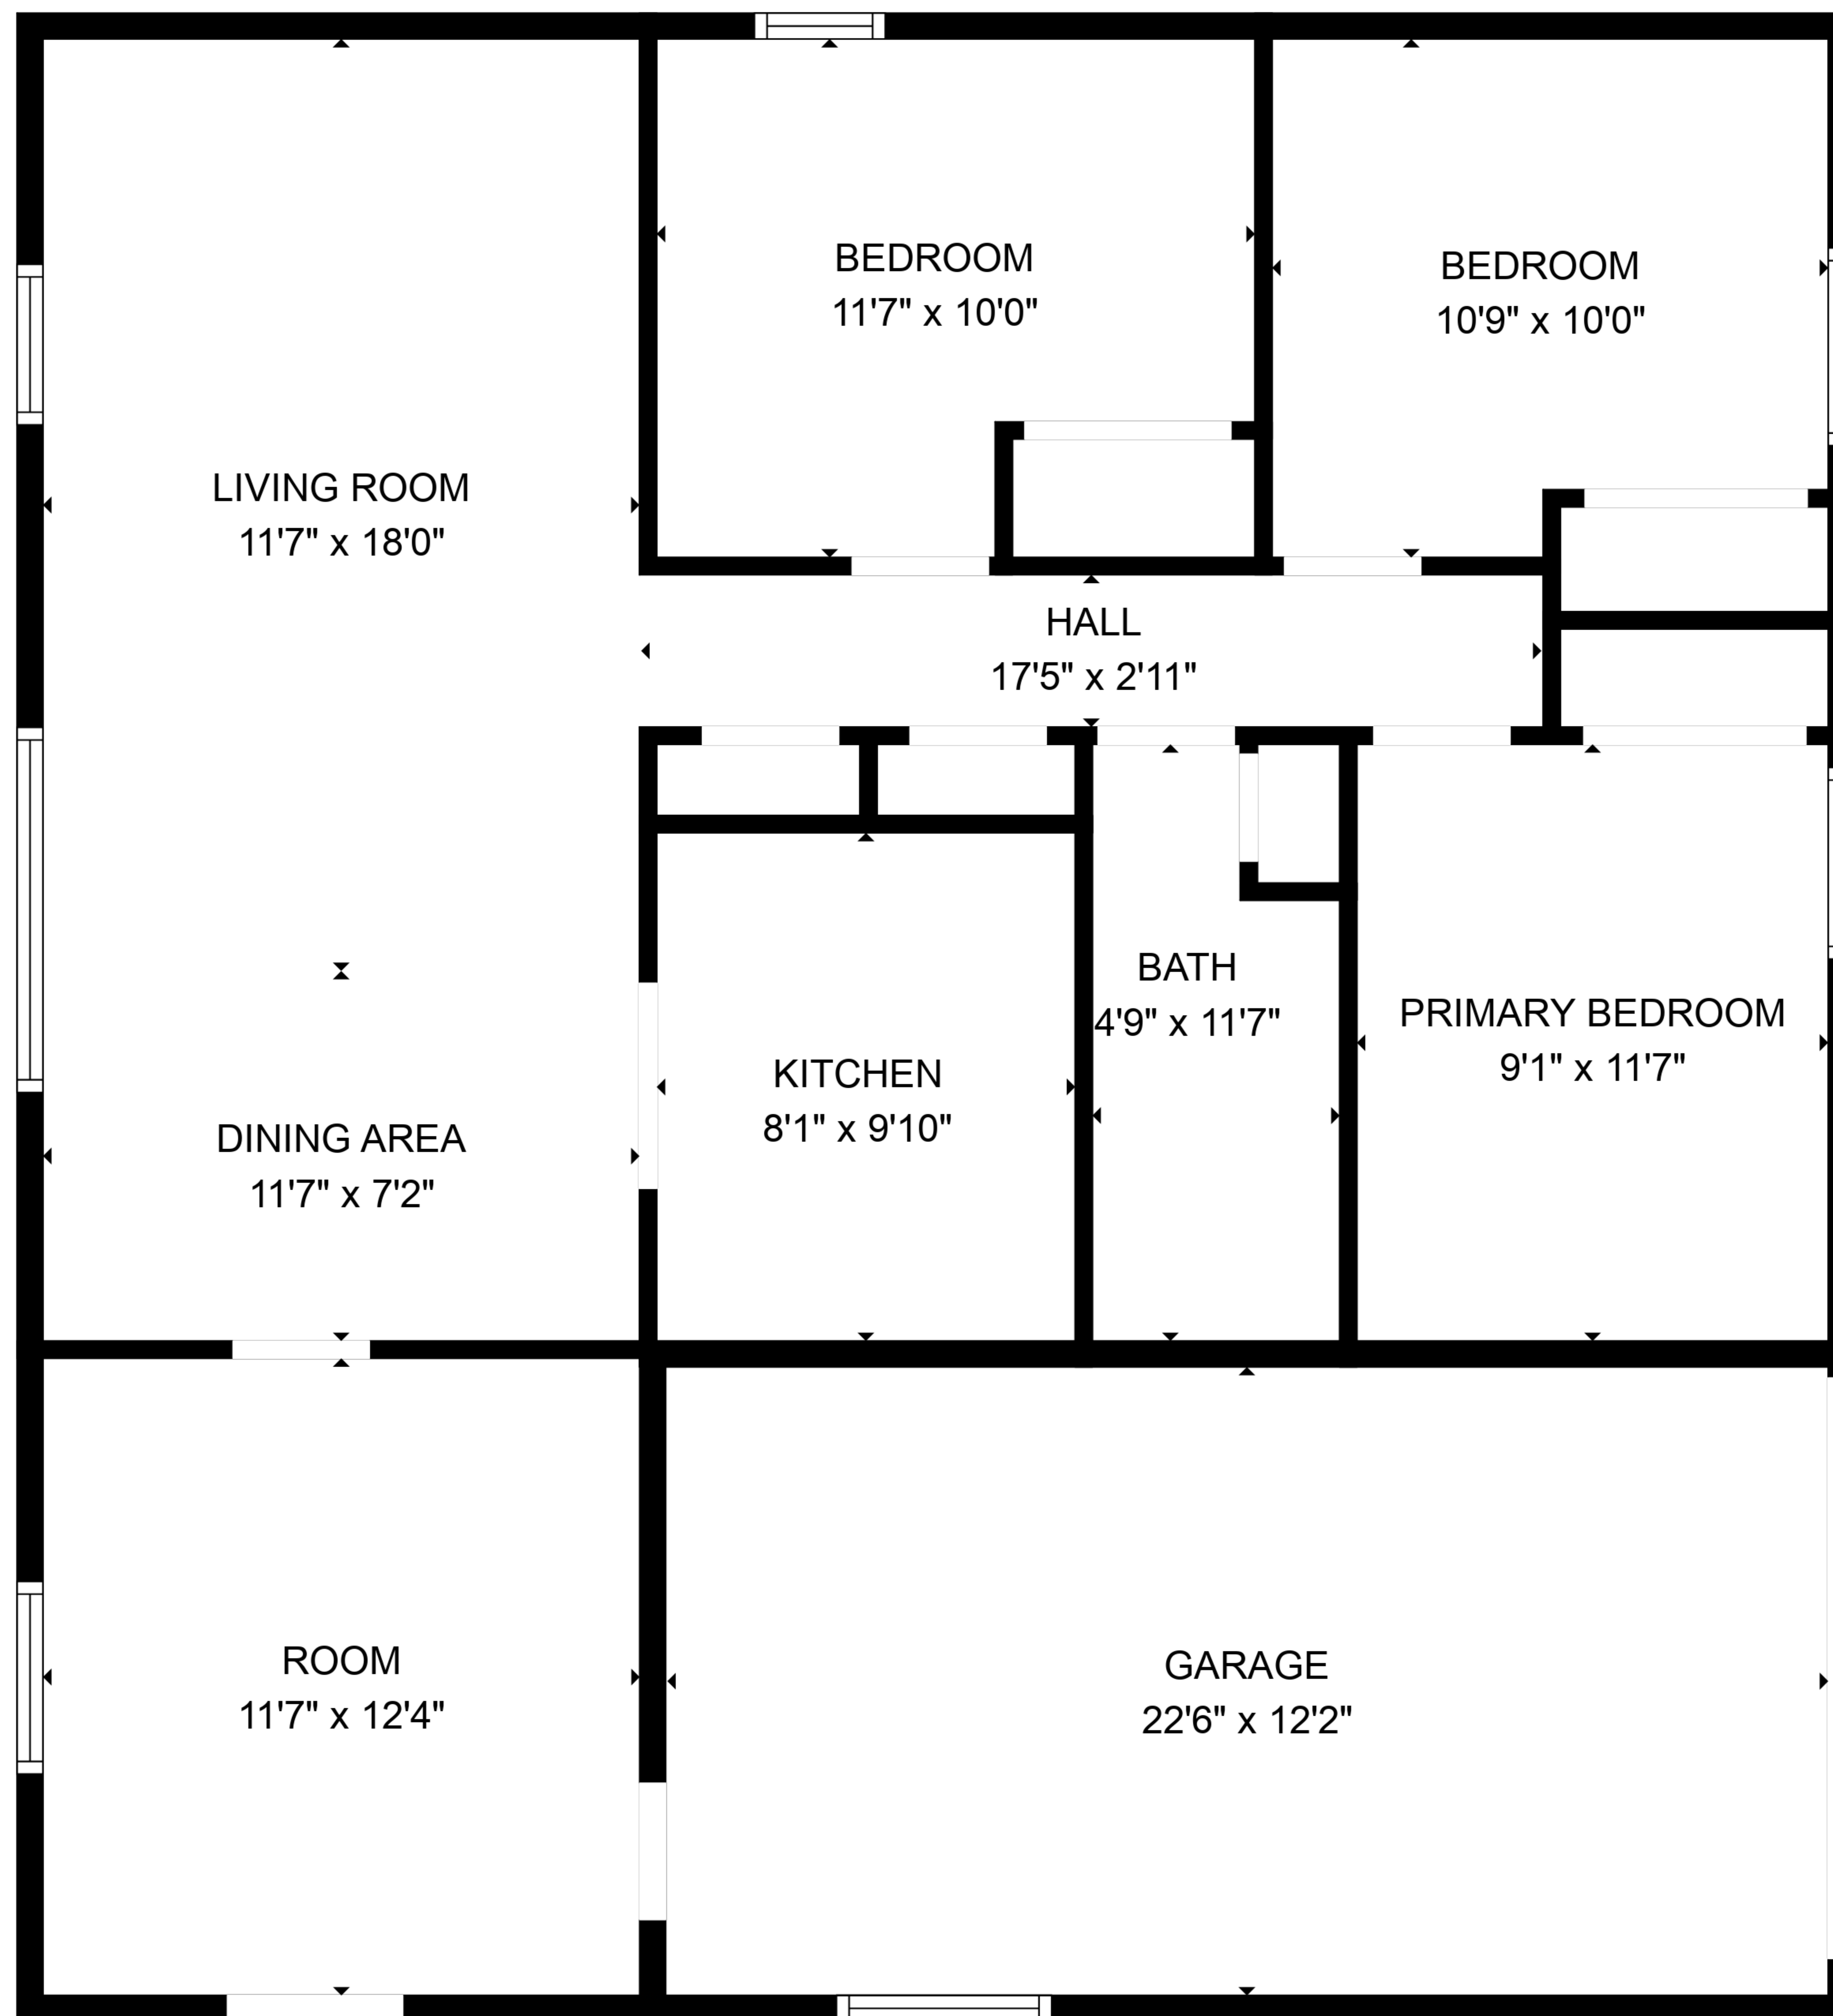 BEDROOM
11'7" x 10'0"
BEDROOM
10'9" x 10'0"
LIVING ROOM
11'7" x 18'0"
HALL
17'5" x 2'11"
BATH
4'9" x 11'7"
PRIMARY BEDROOM
9'1" x 11'7"
KITCHEN
8'1" x 9'10"
DINING AREA
11'7" x 7'2"
ROOM
11'7" x 12'4"
GARAGE
22'6" x 12'2"